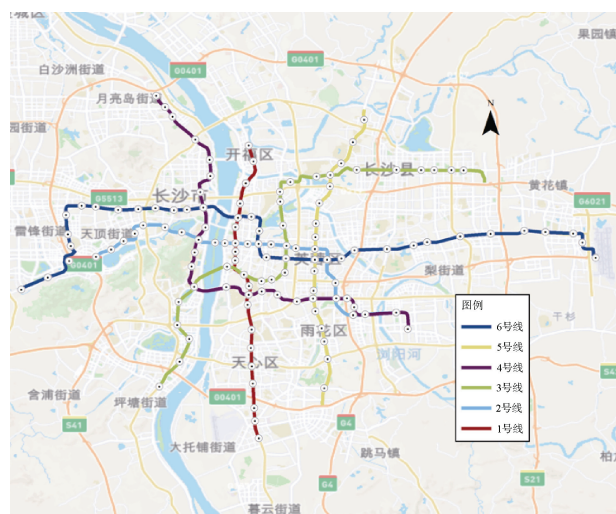 果园镇
白沙洲街道
G0401
G0401
月亮岛街道
N
开福区
长沙县
黄花镇
G5513
长沙市
G6021
雷锋街道
天顶街道
G0401
芙蓉区
梨街道
图例
6号线
5号线
4号线
3号线
2号线
1号线
干杉
雨花区
浏阳河
天心区
含浦街道
坪塘街道
G0401
S41
G4
大托铺街道
跳马镇
G4
S21
暮云街道